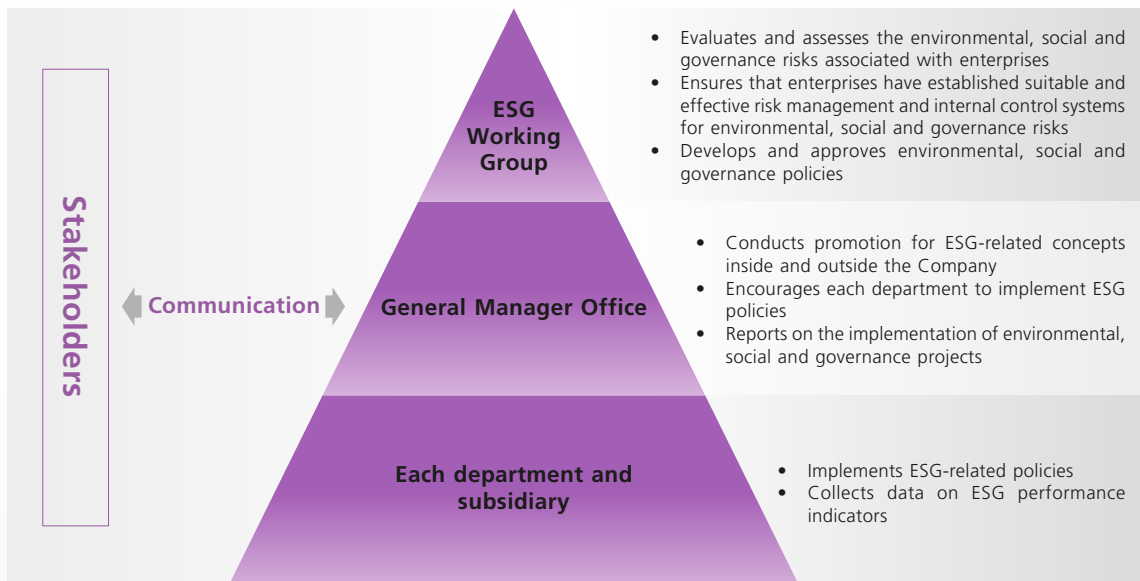 Stakeholders
Communication
ESG
Working
Group
• Evaluates and assesses the environmental, social and
governance risks associated with enterprises
• Ensures that enterprises have established suitable and
effective risk management and internal control systems
for environmental, social and governance risks
• Develops and approves environmental, social and
governance policies
General Manager Office
• Conducts promotion for ESG-related concepts
inside and outside the Company
• Encourages each department to implement ESG
policies
• Reports on the implementation of environmental,
social and governance projects
Each department and
subsidiary
• Implements ESG-related policies
• Collects data on ESG performance
indicators